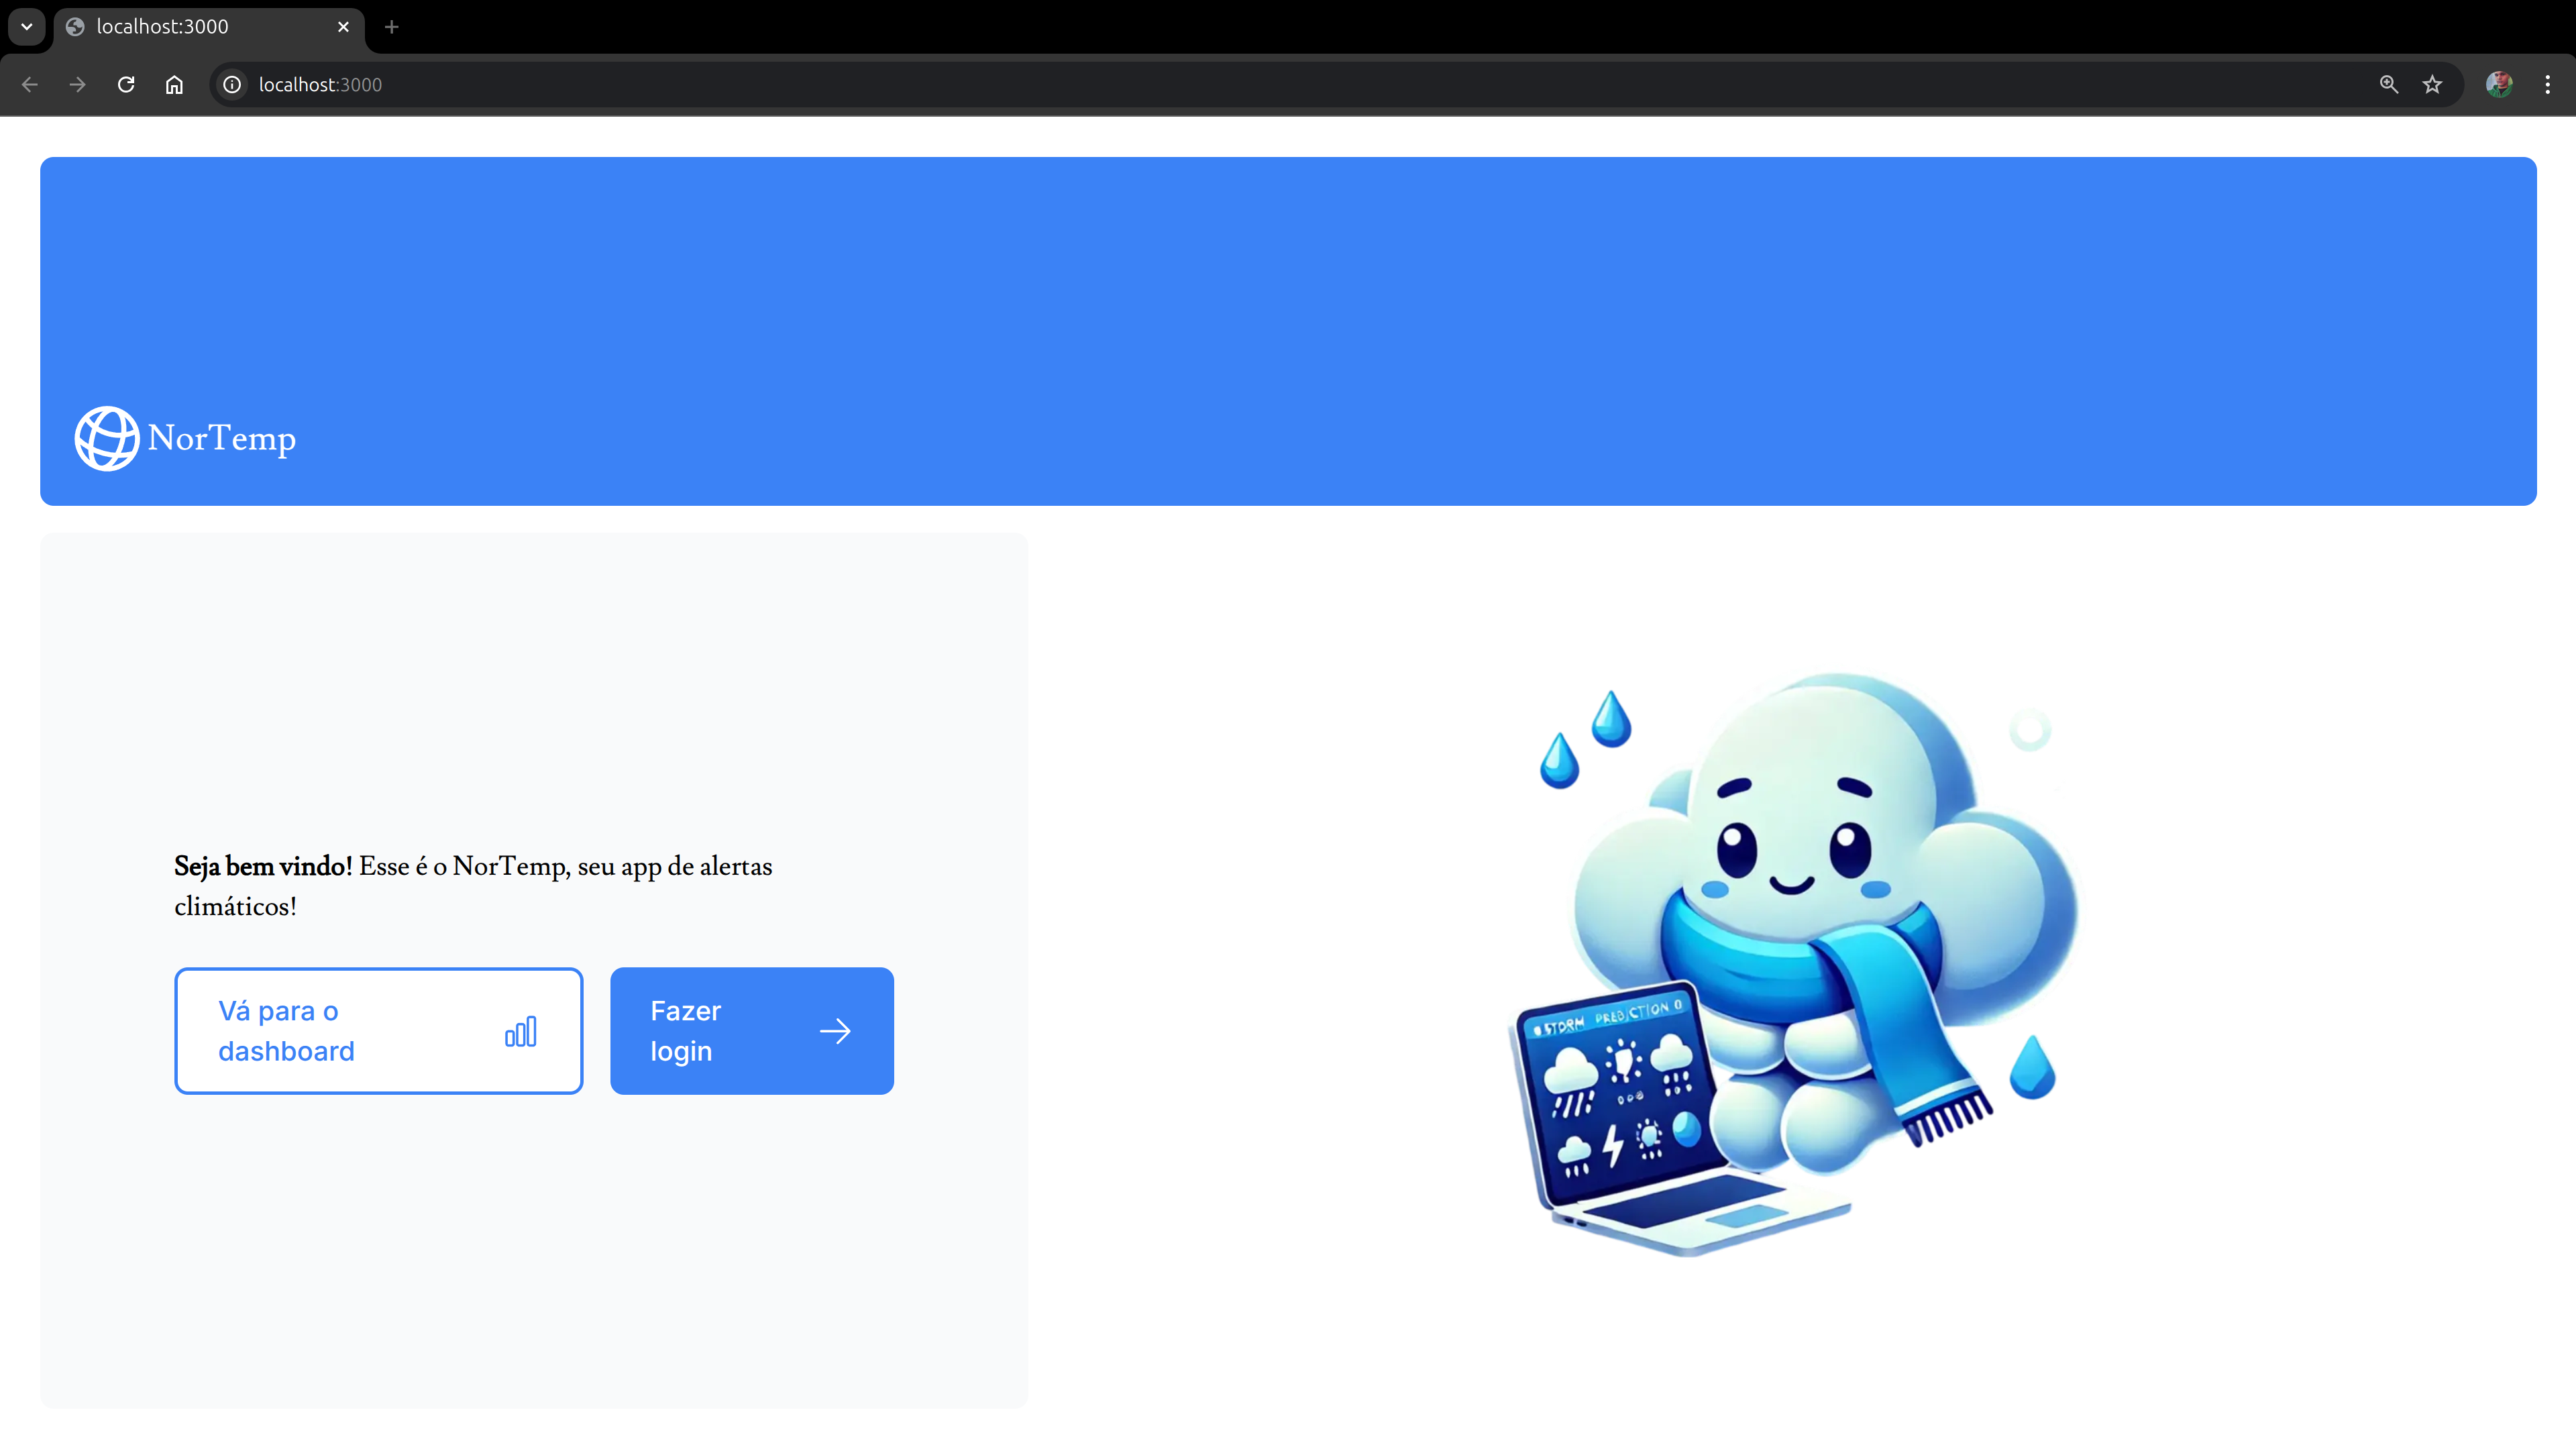 localhost:3000
localhost:3000
NorTemp
Seja bem vindo! Esse é o NorTemp, seu app de alertas
climáticos!
Vá para o
dashboard
Fazer
login
STORM PREDICTION 0